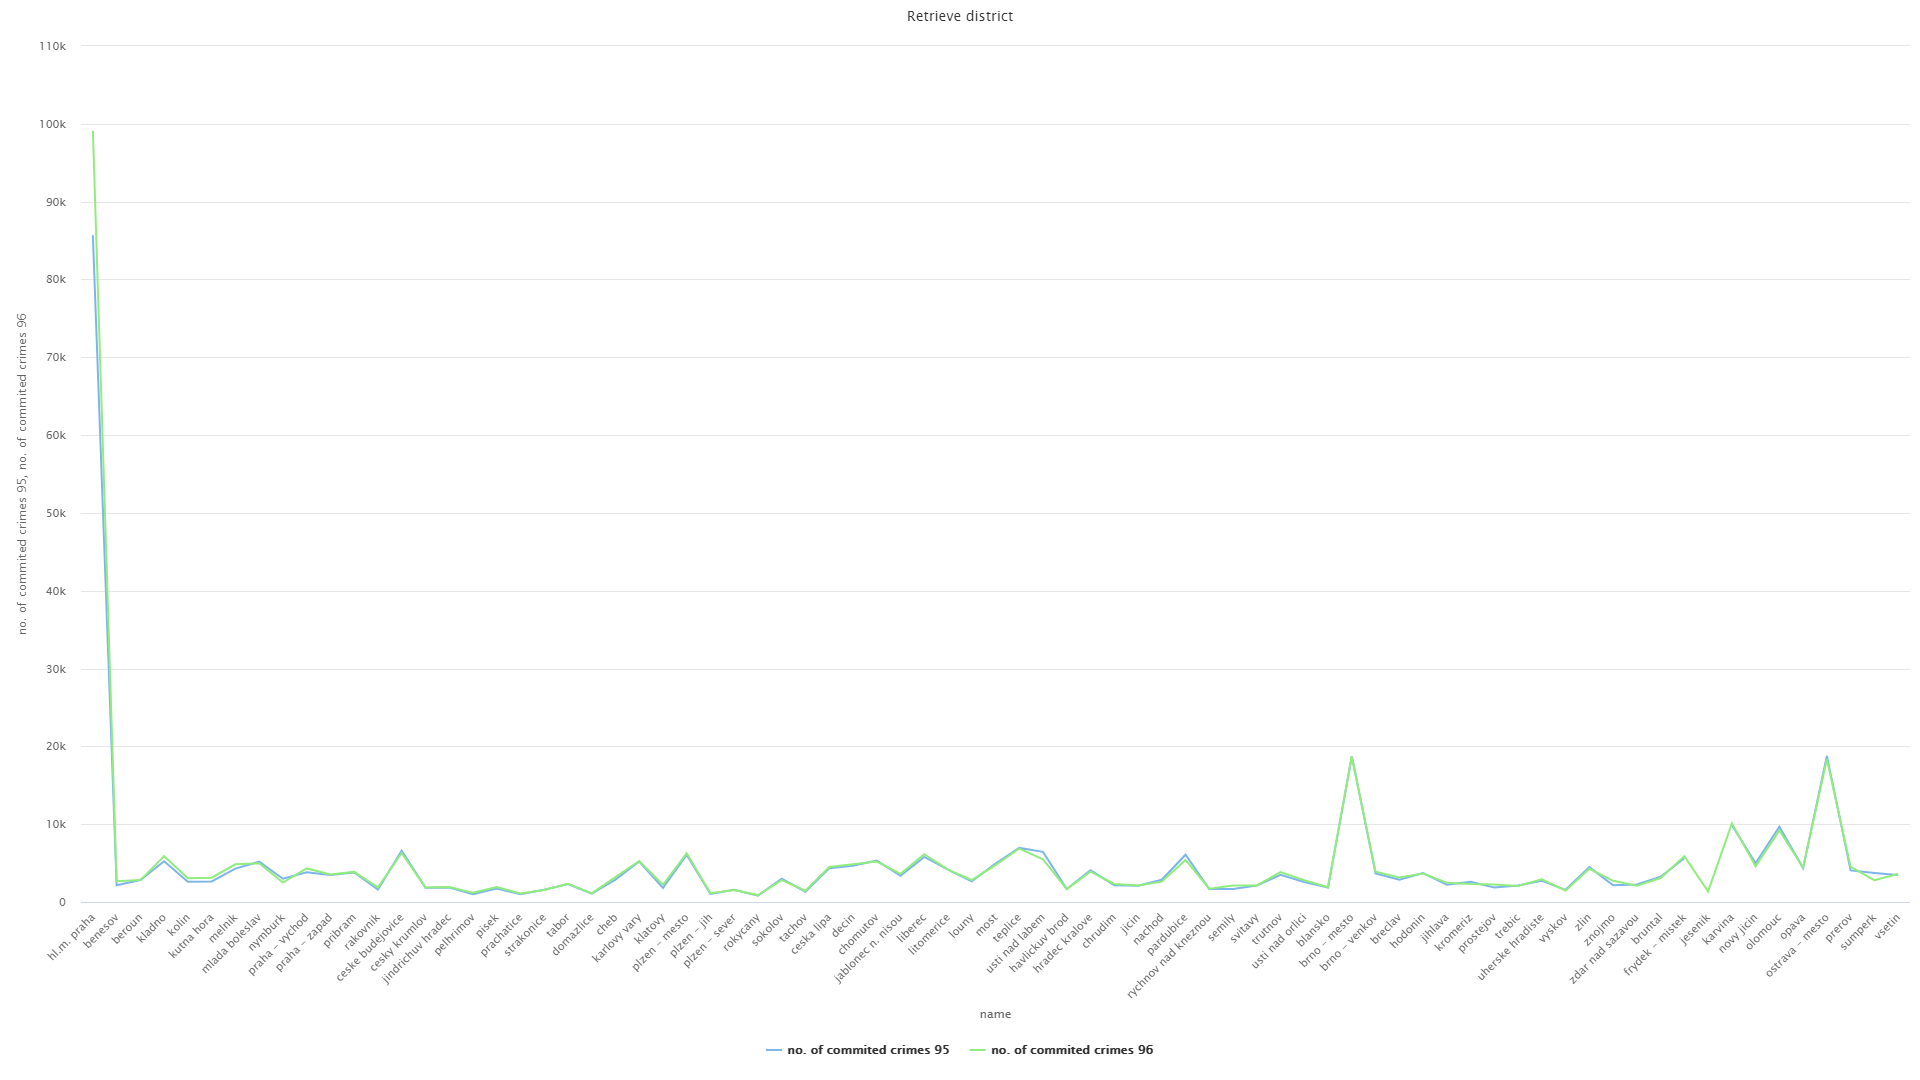 Retrieve district
110k
100k
90k
80k
70k
60k
50k
40k
30k
20k
10k
0
no. of commited crimes 95, no. of commited crimes 96
hl.m. praha
benesov
beroun
kladno
kolin
kutna hora
melnik
mlada boleslav
nymburk
praha - vychod
praha - zapad
pribram
rakovnik
ceske budejovice
cesky krumlov
jindrichuv hradec
pelhrimov
pisek
prachatice
strakonice
tabor
domazlice
cheb
karlovy vary
klatovy
plzen - mesto
plzen - jih
plzen - sever
rokycany
sokolov
tachov
ceska lipa
decin
chomutov
jablonec n. nisou
liberec
litomerice
louny
most
teplice
usti nad labem
havlickuv brod
hradec kralove
chrudim
jicin
nachod
pardubice
rychnov nad kneznou
semily
svitavy
trutnov
usti nad orlici
blansko
brno - mesto
brno - venkov
breclav
hodonin
jihlava
kromeriz
prostejov
trebic
uherske hradiste
vyskov
zlin
znojmo
zdar nad sazavou
bruntal
frydek - mistek
jesenik
karvina
novy jicin
olomouc
opava
ostrava - mesto
prerov
sumperk
vsetin
name
no. of commited crimes 95
no. of commited crimes 96